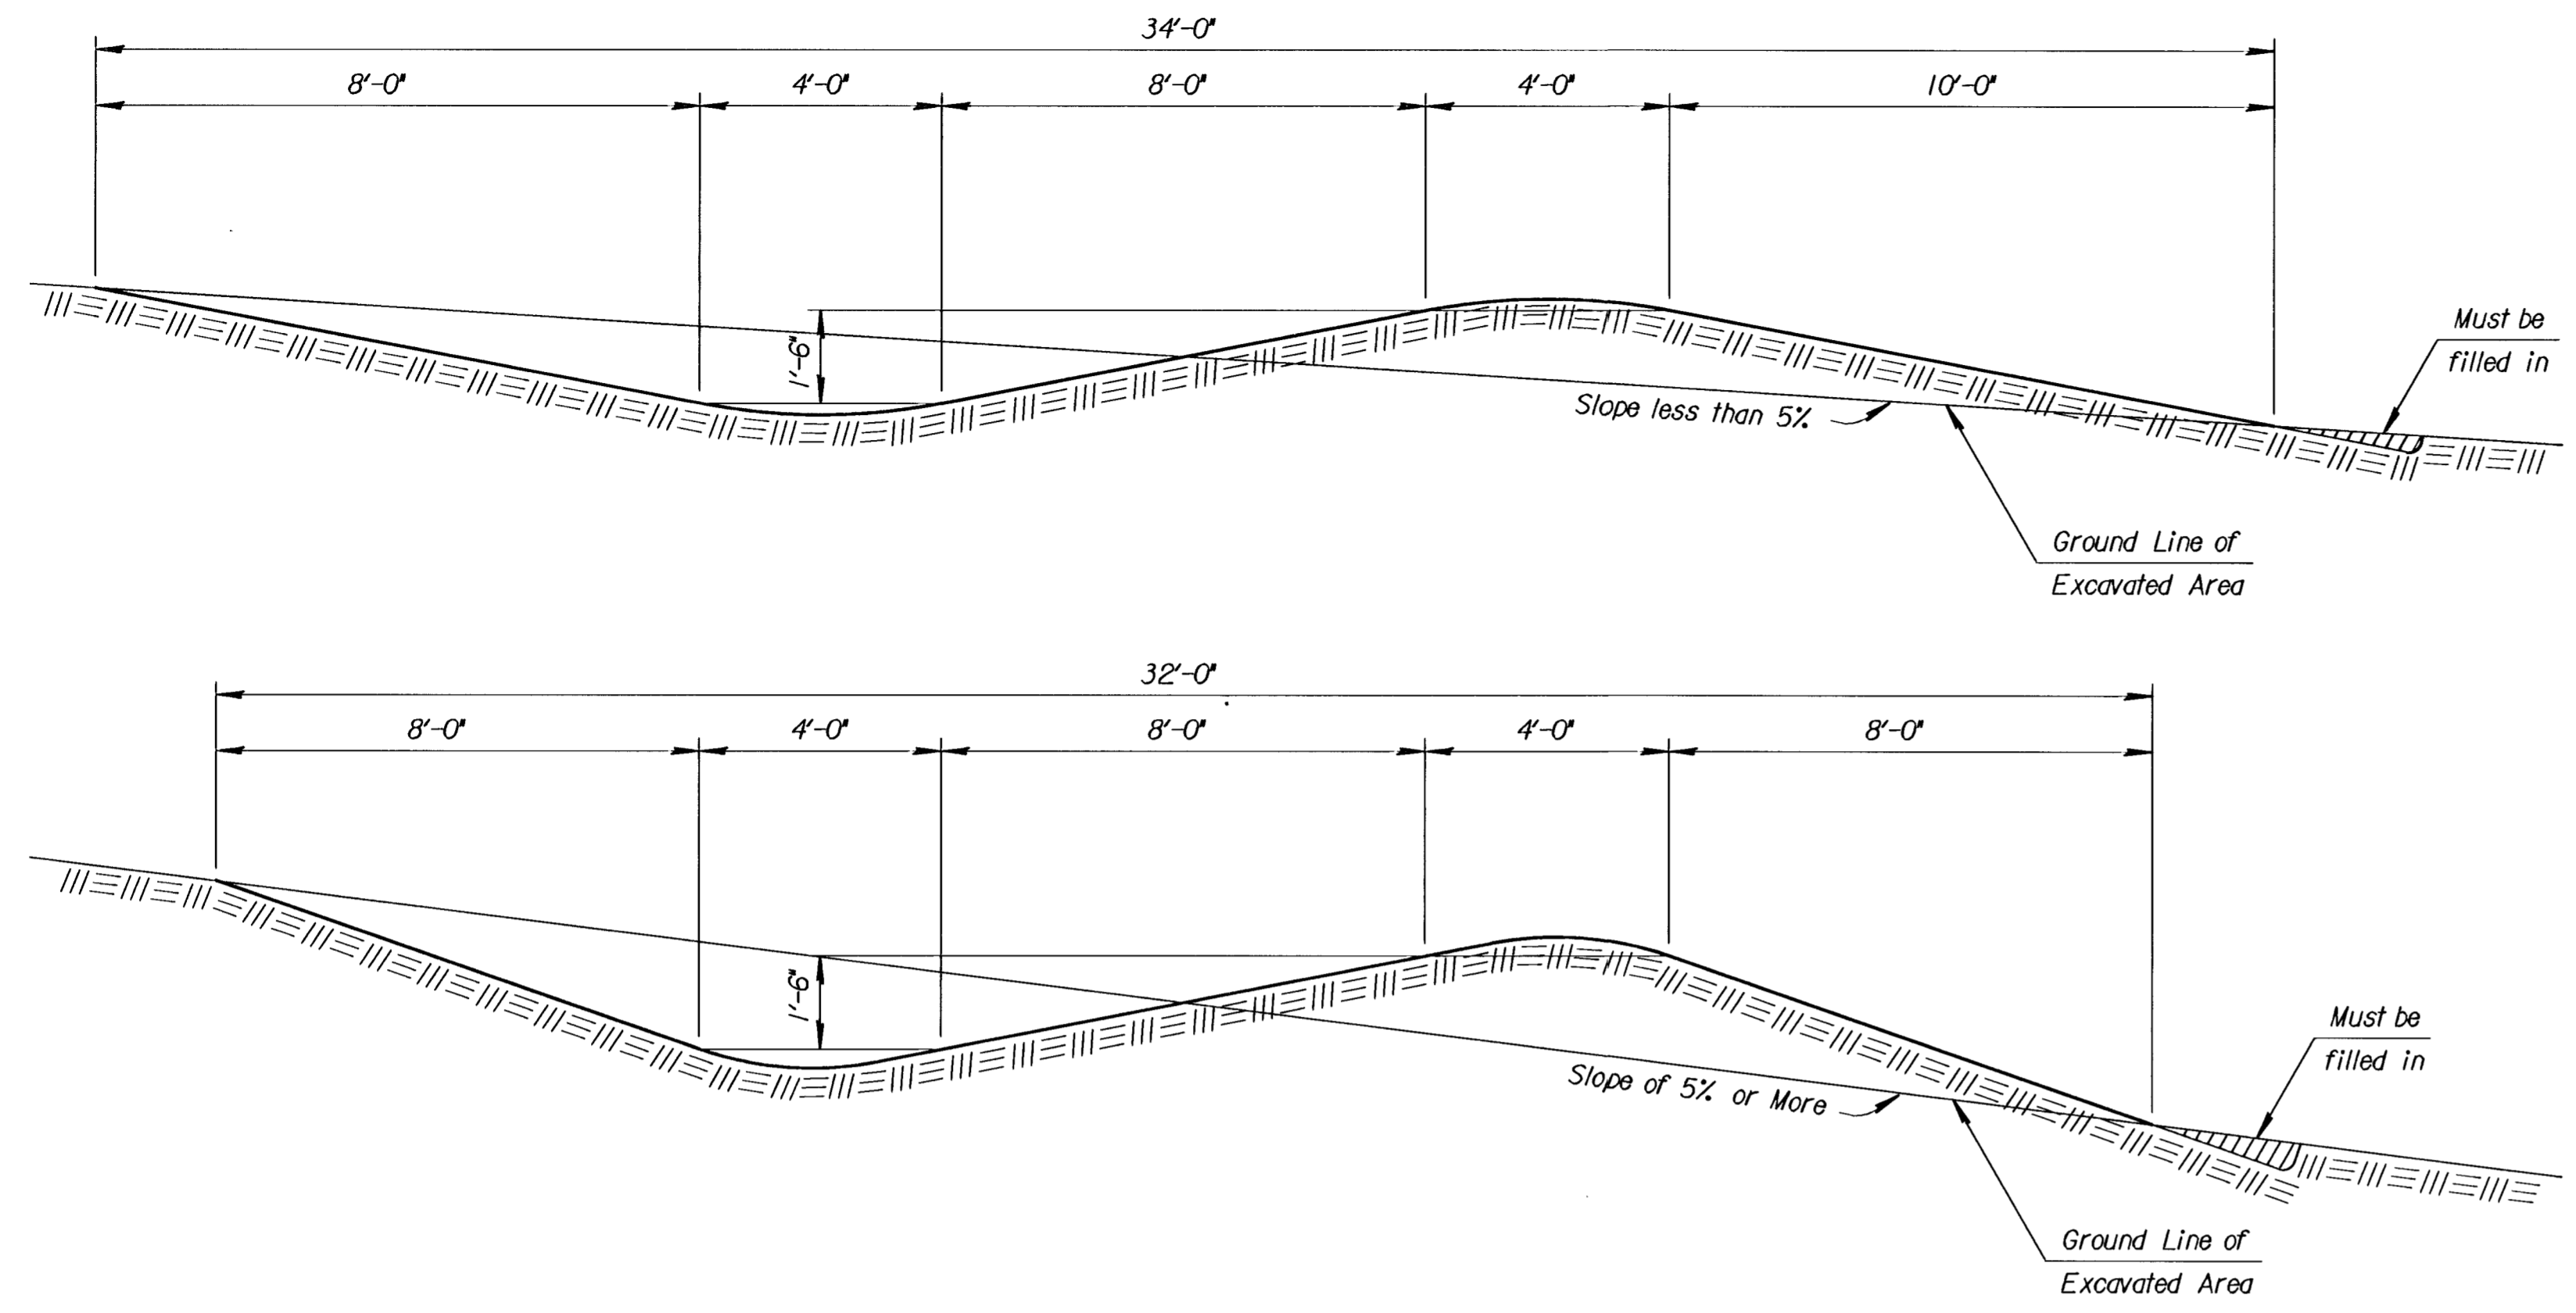 34'-0"
8'-0" 4'-0" 8'-0" 4'-0" 10'-0"
1'-6"
Must be
filled in
Slope less than 5%
Ground Line of
Excavated Area
32'-0"
8'-0" 4'-0" 8'-0" 4'-0" 8'-0"
1'-6"
Must be
filled in
Slope of 5% or More
Ground Line of
Excavated Area